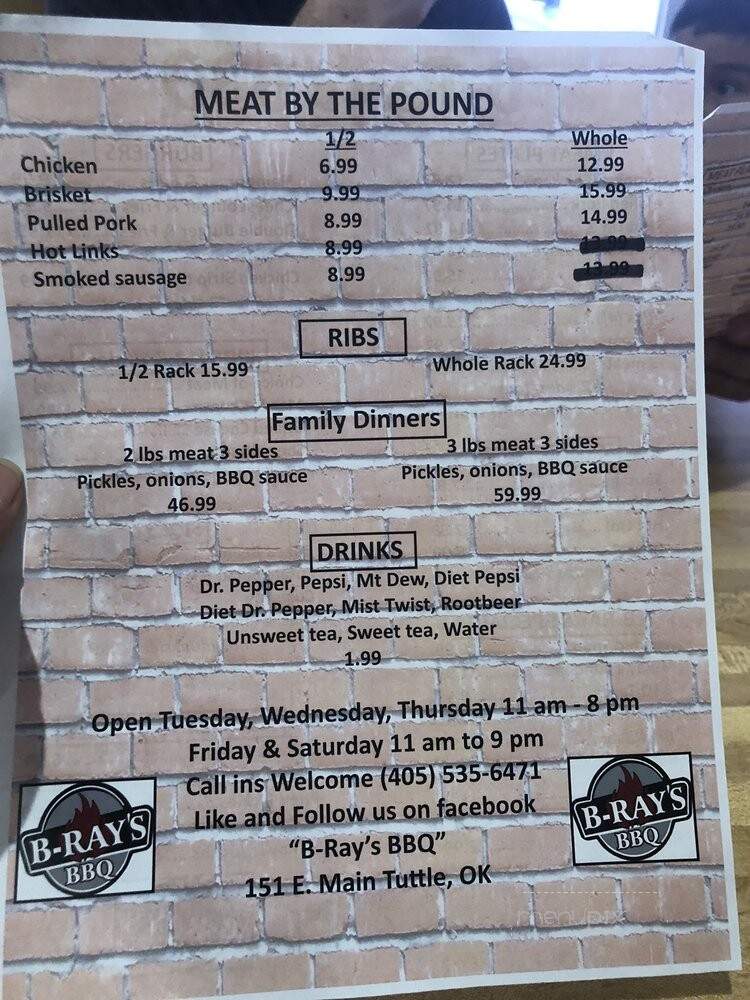 MEAT BY THE POUND
1/2 Whole
Chicken 6.99 12.99
Brisket 9.99 15.99
Pulled Pork 8.99 14.99
Hot Links 8.99
Smoked sausage 8.99
RIBS
1/2 Rack 15.99 Whole Rack 24.99
Family Dinners
2 lbs meat 3 sides 3 lbs meat 3 sides
Pickles, onions, BBQ sauce Pickles, onions, BBQ sauce
46.99 59.99
DRINKS
Dr. Pepper, Pepsi, Mt Dew, Diet Pepsi
Diet Dr. Pepper, Mist Twist, Rootbeer
Unsweet tea, Sweet tea, Water
1.99
Open Tuesday, Wednesday, Thursday 11 am - 8 pm
Friday & Saturday 11 am to 9 pm
Call ins Welcome (405) 535-6471
Like and Follow us on facebook
"B-Ray's BBQ"
151 E. Main Tuttle, OK
B-RAY'S
BBQ
B-RAY'S
BBQ
menupix